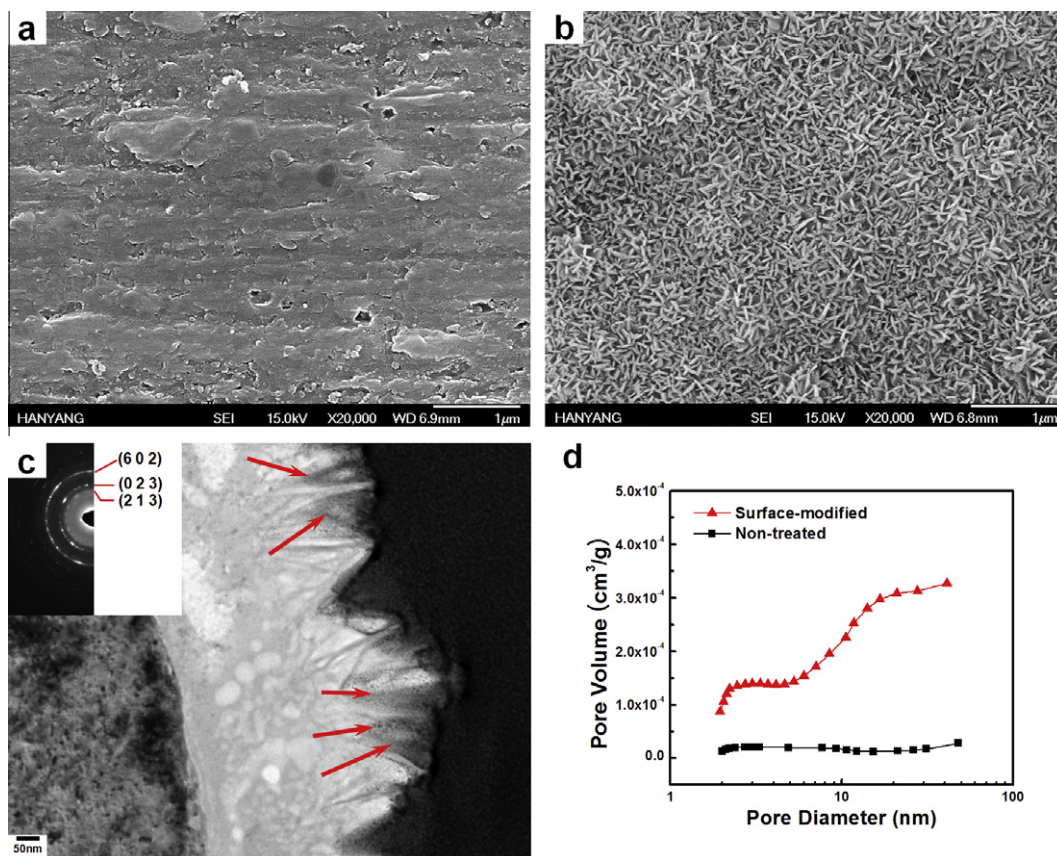 a
HANYANG SEI 15.0kV X20,000 WD 6.9mm 1μm
b
HANYANG SEI 15.0kV X20,000 WD 6.8mm 1μm
c
(6 0 2)
(0 2 3)
(2 1 3)
50nm
d
5.0x10⁻⁴
4.0x10⁻⁴
3.0x10⁻⁴
2.0x10⁻⁴
1.0x10⁻⁴
0.0
Pore Volume (cm³/g)
Surface-modified
Non-treated
1 10 100
Pore Diameter (nm)